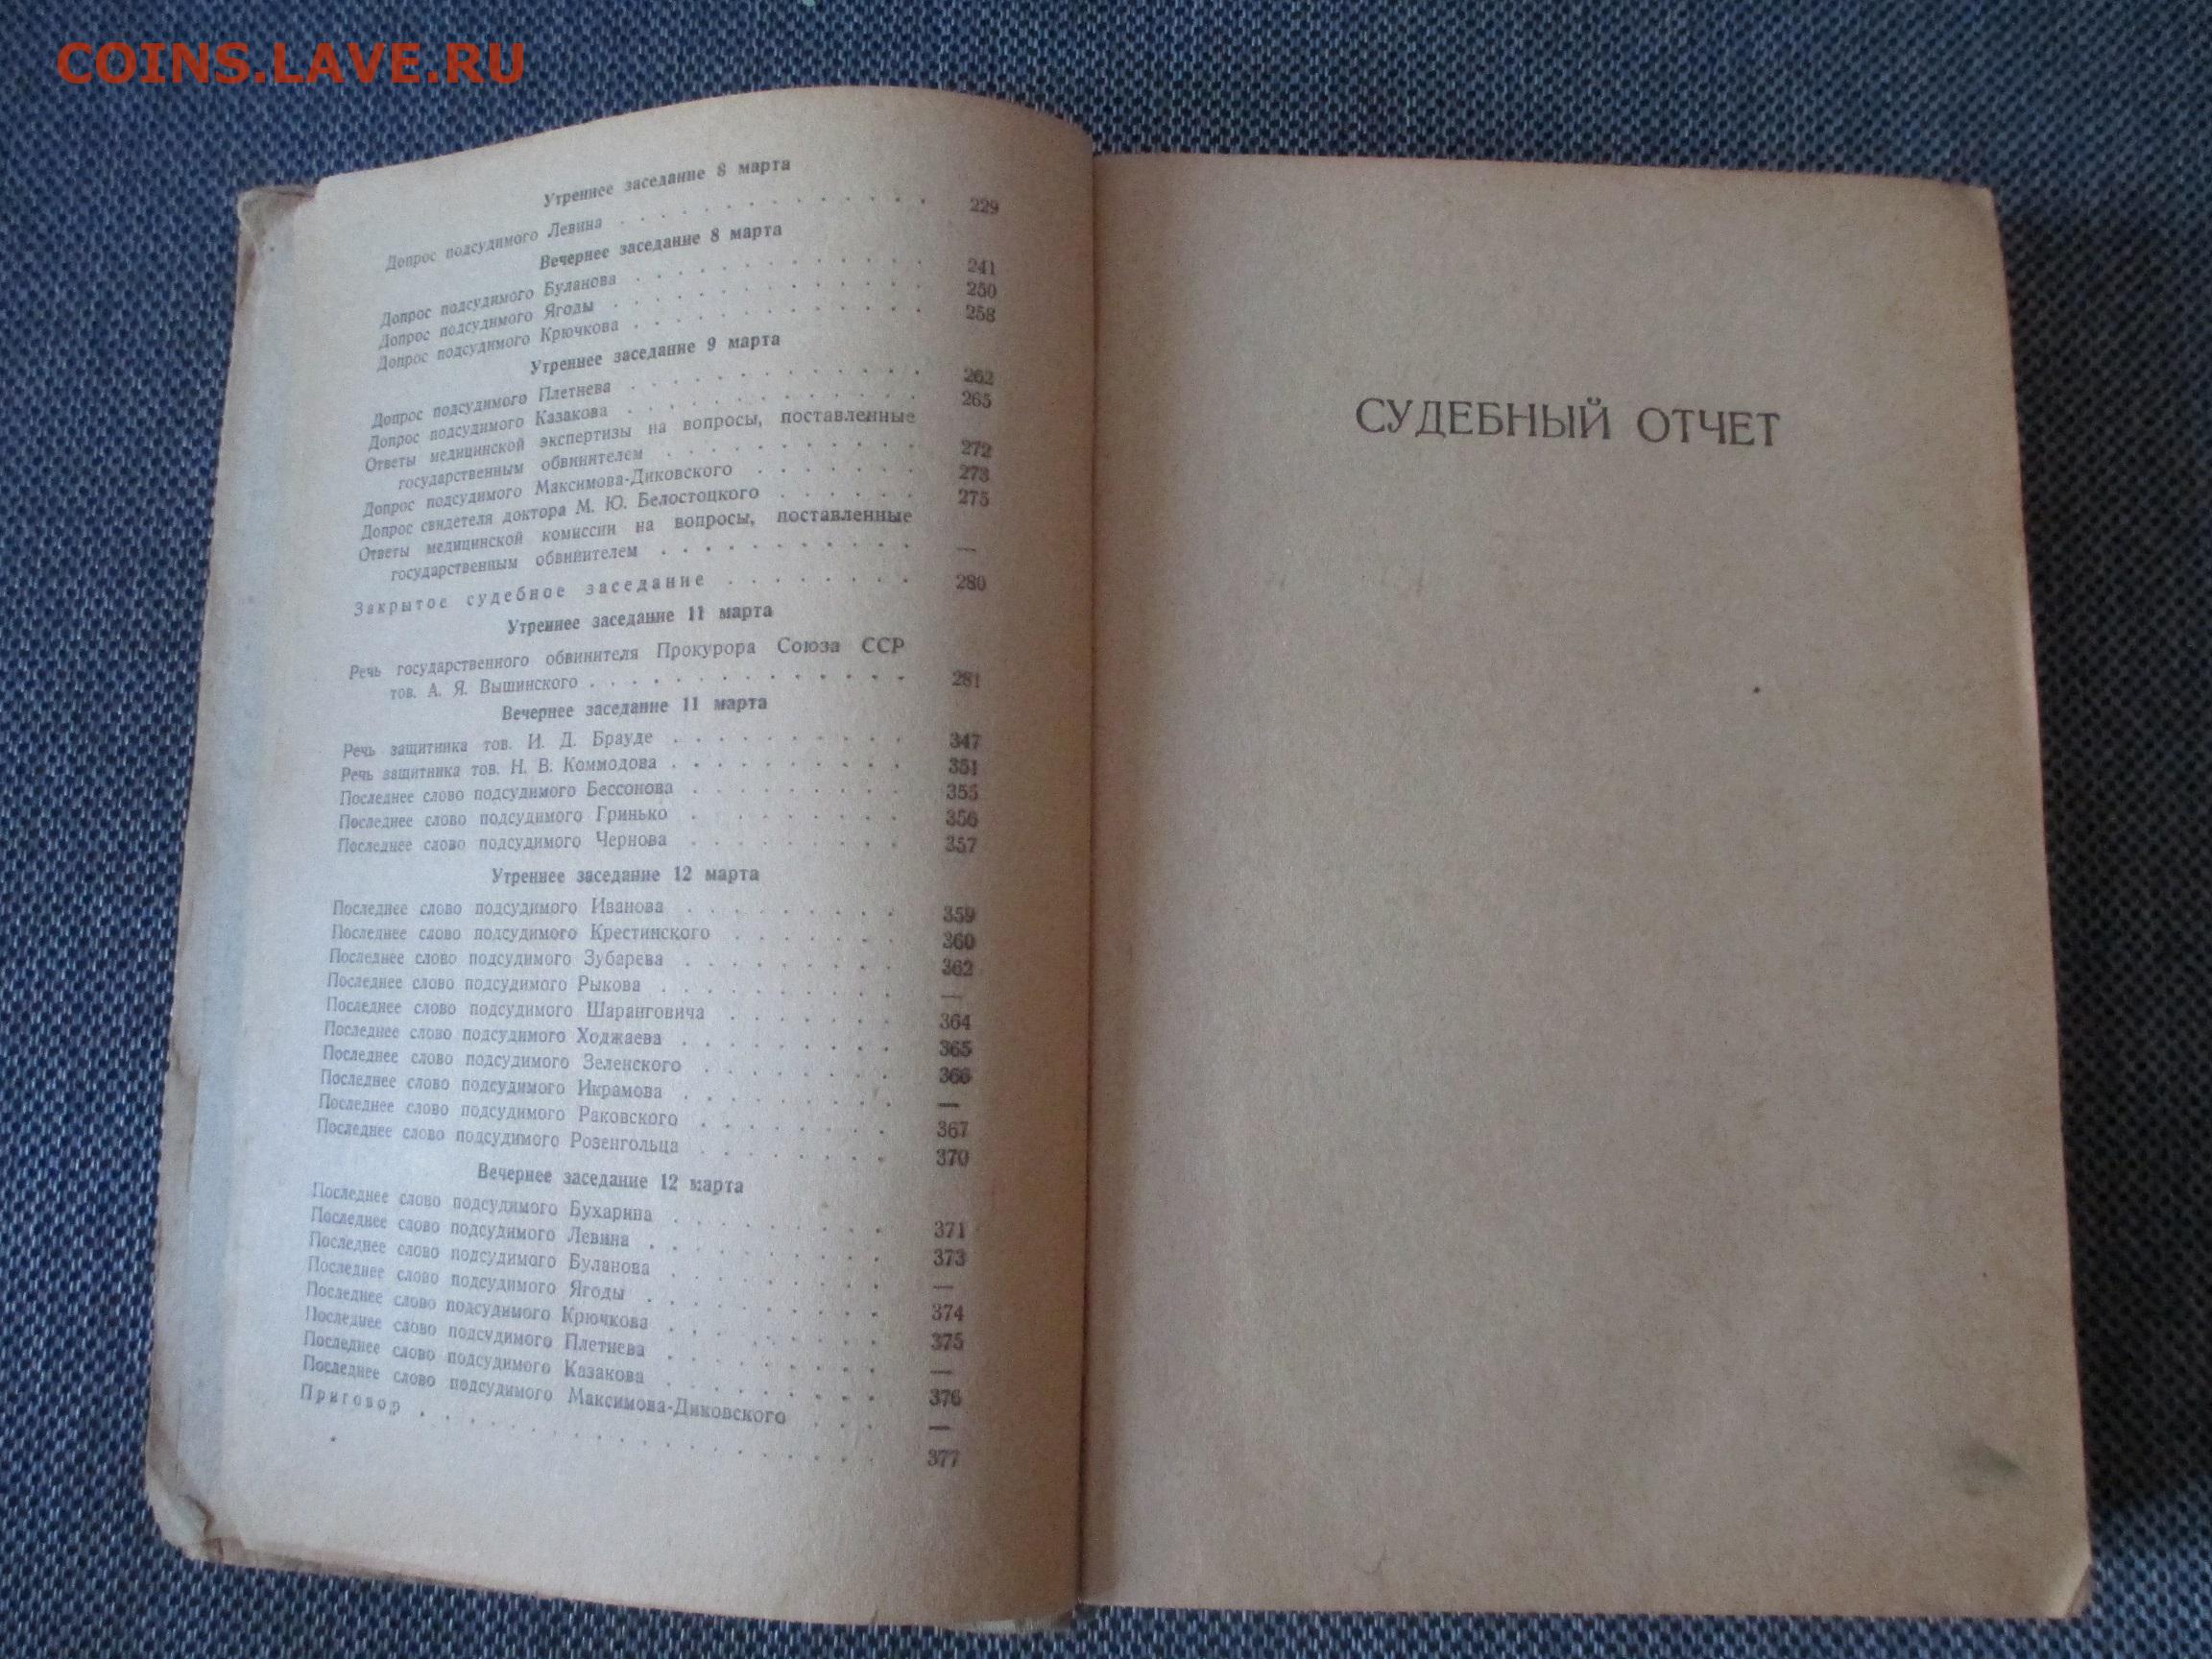 COINS.LAVE.RU
Утреннее заседание 8 марта
Допрос подсудимого Левина . . . . . . . . . . . . 229
Вечернее заседание 8 марта
Допрос подсудимого Буланова . . . . . . . . . . . . 241
Допрос подсудимого Ягоды . . . . . . . . . . . . 250
Допрос подсудимого Крючкова . . . . . . . . . . . . 258
Утреннее заседание 9 марта
Допрос подсудимого Плетнева . . . . . . . . . . . . 262
Допрос подсудимого Казакова . . . . . . . . . . . . 265
Ответы медицинской экспертизы на вопросы, поставленные
государственным обвинителем . . . . . . . . . . 272
Допрос подсудимого Максимова-Диковского . . . . . . . 273
Допрос свидетеля доктора М. Ю. Белостоцкого . . . . . . 275
Ответы медицинской комиссии на вопросы, поставленные
государственным обвинителем . . . . . . . . . . —
Закрытое судебное заседание . . . . . . . . 280
Утреннее заседание 11 марта
Речь государственного обвинителя Прокурора Союза ССР
тов. А. Я. Вышинского . . . . . . . . . . . . 281
Вечернее заседание 11 марта
Речь защитника тов. И. Д. Брауде . . . . . . . . . 347
Речь защитника тов. Н. В. Коммодова . . . . . . . . . 351
Последнее слово подсудимого Бессонова . . . . . . . . 355
Последнее слово подсудимого Гринько . . . . . . . . 356
Последнее слово подсудимого Чернова . . . . . . . . 357
Утреннее заседание 12 марта
Последнее слово подсудимого Иванова . . . . . . . . 359
Последнее слово подсудимого Крестинского . . . . . . . 360
Последнее слово подсудимого Зубарева . . . . . . . . 362
Последнее слово подсудимого Рыкова . . . . . . . . . —
Последнее слово подсудимого Шаранговича . . . . . . . 364
Последнее слово подсудимого Ходжаева . . . . . . . . 365
Последнее слово подсудимого Зеленского . . . . . . . . 366
Последнее слово подсудимого Икрамова . . . . . . . . —
Последнее слово подсудимого Раковского . . . . . . . . 367
Последнее слово подсудимого Розенгольца . . . . . . . . 370
Вечернее заседание 12 марта
Последнее слово подсудимого Бухарина . . . . . . . . 371
Последнее слово подсудимого Левина . . . . . . . . . 373
Последнее слово подсудимого Буланова . . . . . . . . —
Последнее слово подсудимого Ягоды . . . . . . . . . 374
Последнее слово подсудимого Крючкова . . . . . . . . 375
Последнее слово подсудимого Плетнева . . . . . . . . —
Последнее слово подсудимого Казакова . . . . . . . . 376
Последнее слово подсудимого Максимова-Диковского . . . —
Приговор . . . . . . . . . . . . . . . . 377
СУДЕБНЫЙ ОТЧЕТ